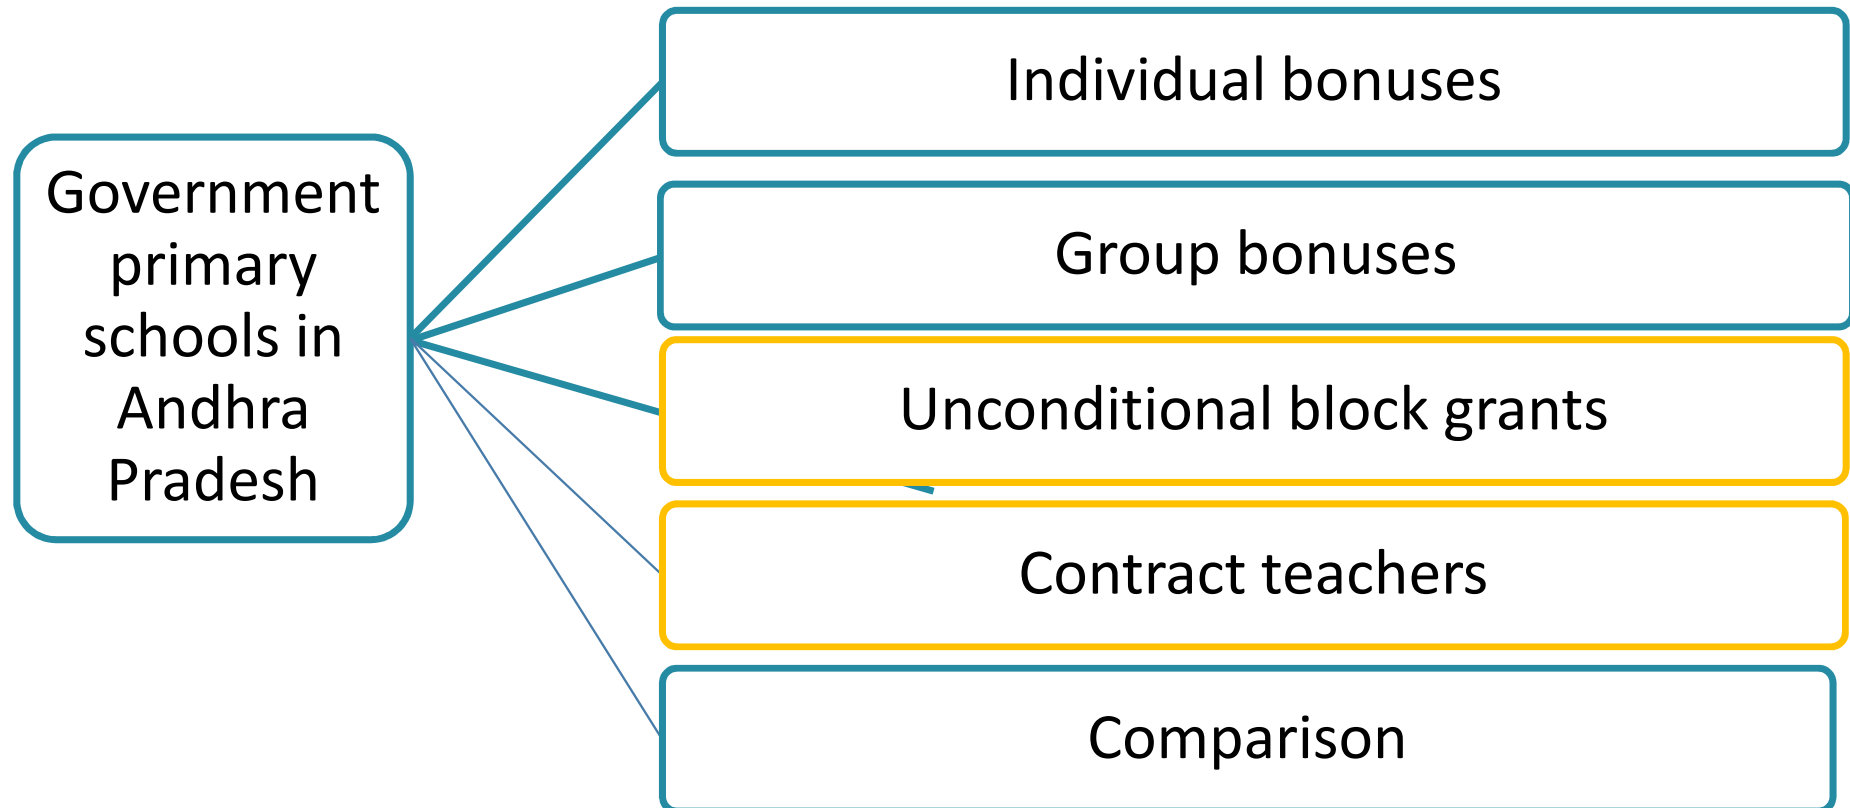 Government
primary
schools in
Andhra
Pradesh
Individual bonuses
Group bonuses
Unconditional block grants
Contract teachers
Comparison